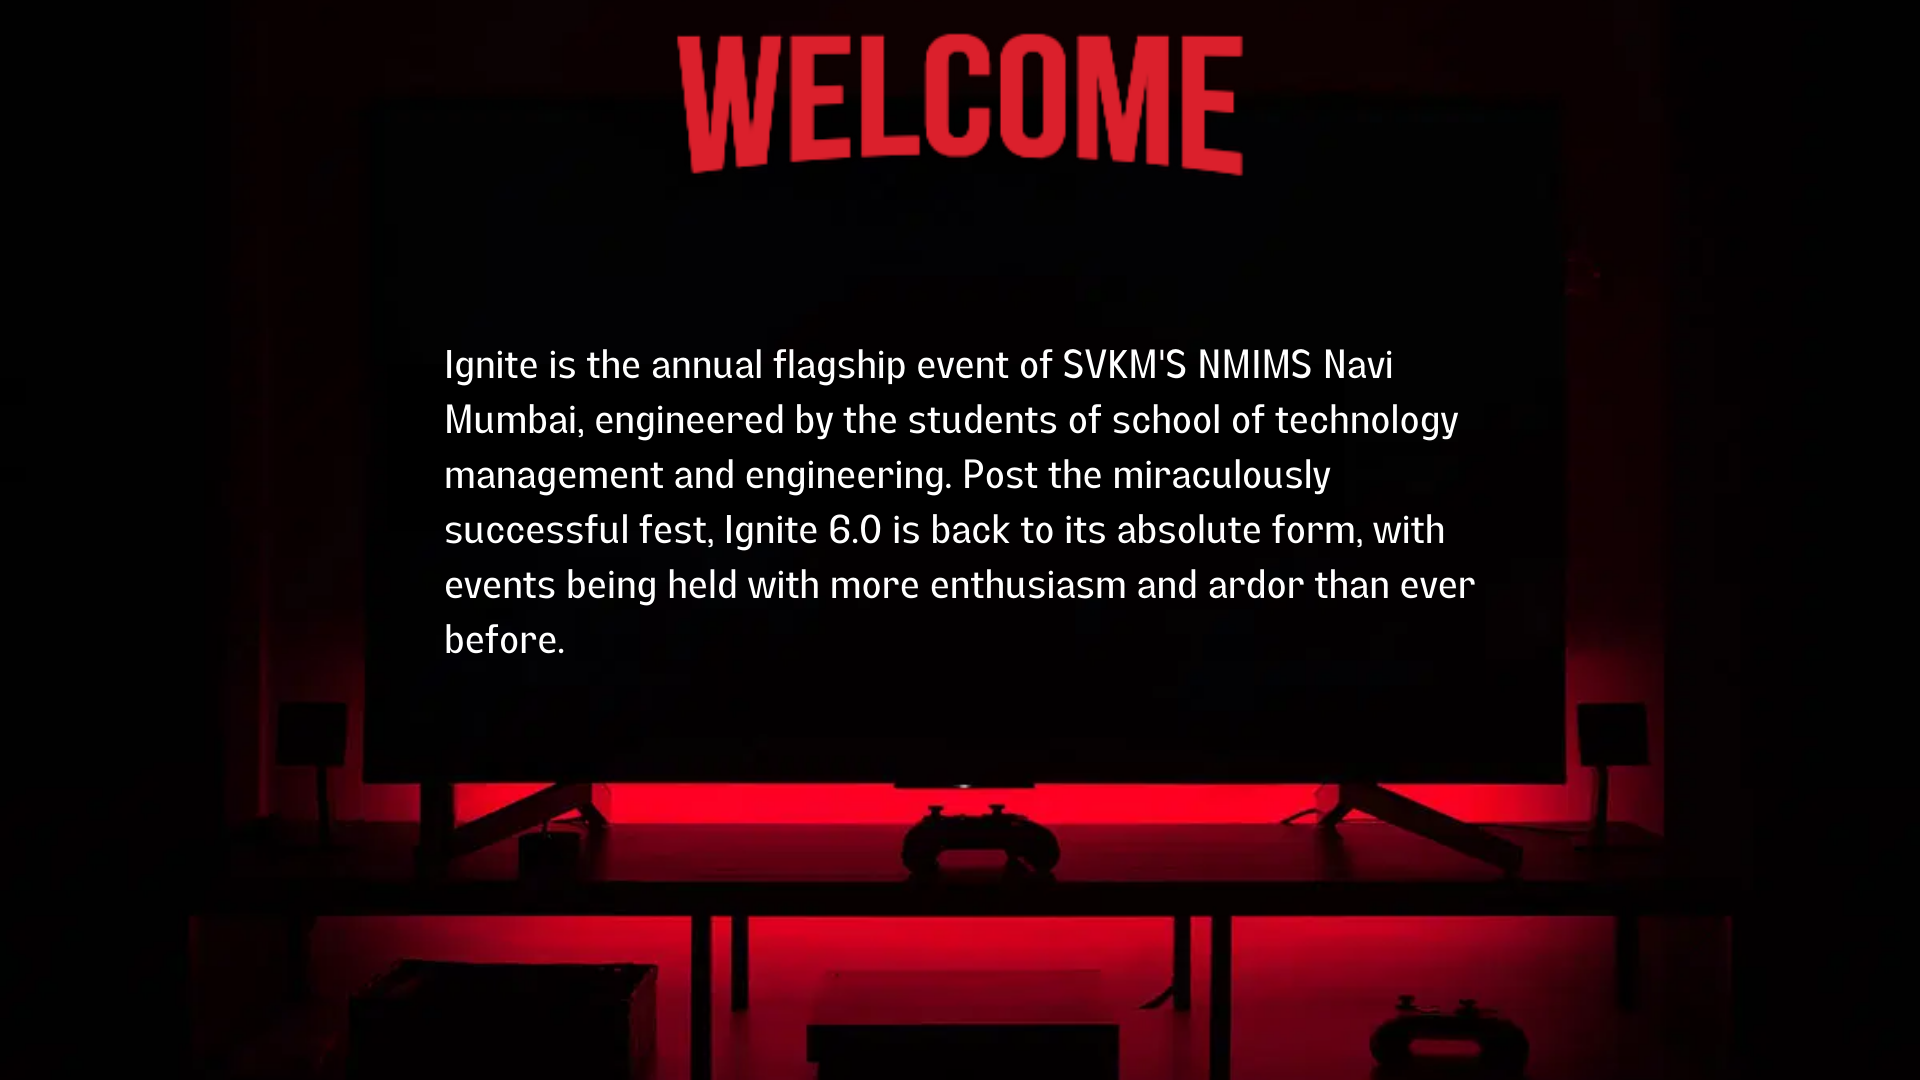 WELCOME
Ignite is the annual flagship event of SVKM'S NMIMS Navi
Mumbai, engineered by the students of school of technology
management and engineering. Post the miraculously
successful fest, Ignite 6.0 is back to its absolute form, with
events being held with more enthusiasm and ardor than ever
before.